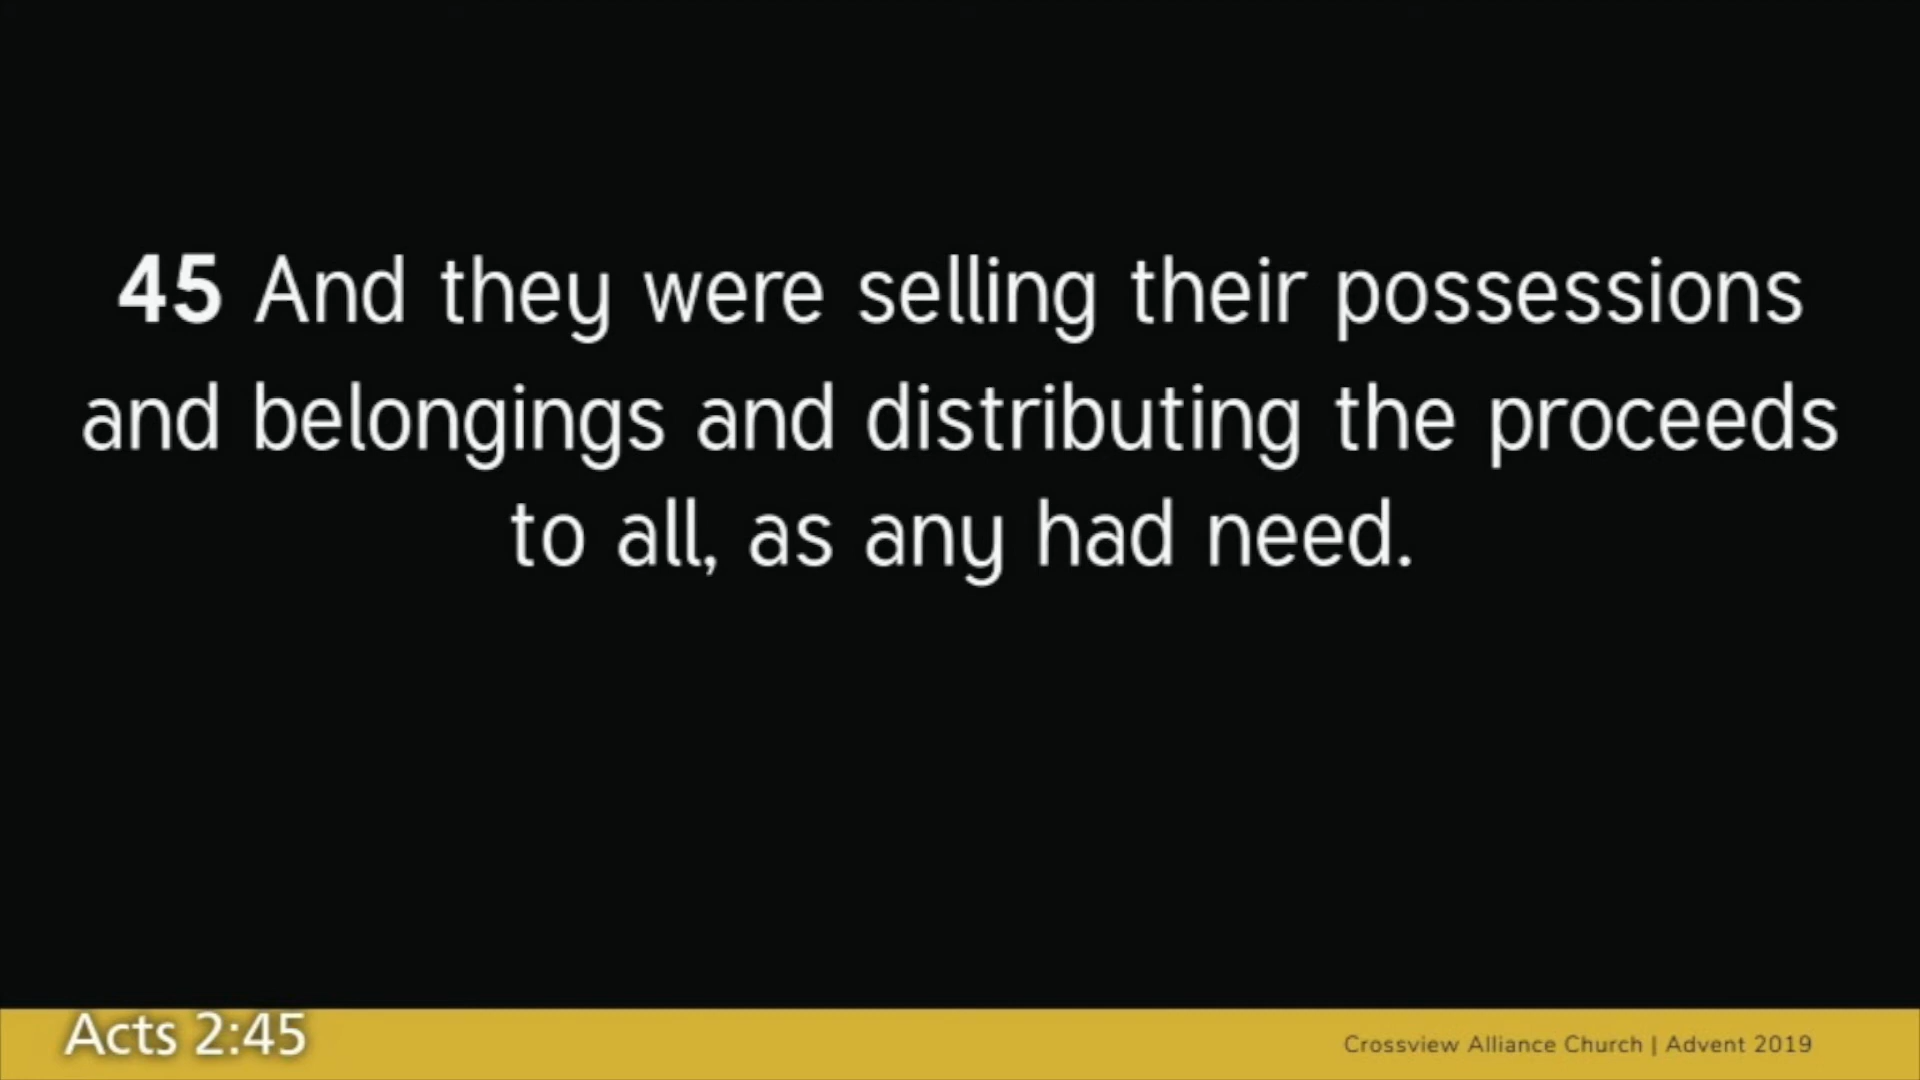 45 And they were selling their possessions
and belongings and distributing the proceeds
to all, as any had need.
Acts 2:45
Crossview Alliance Church | Advent 2019